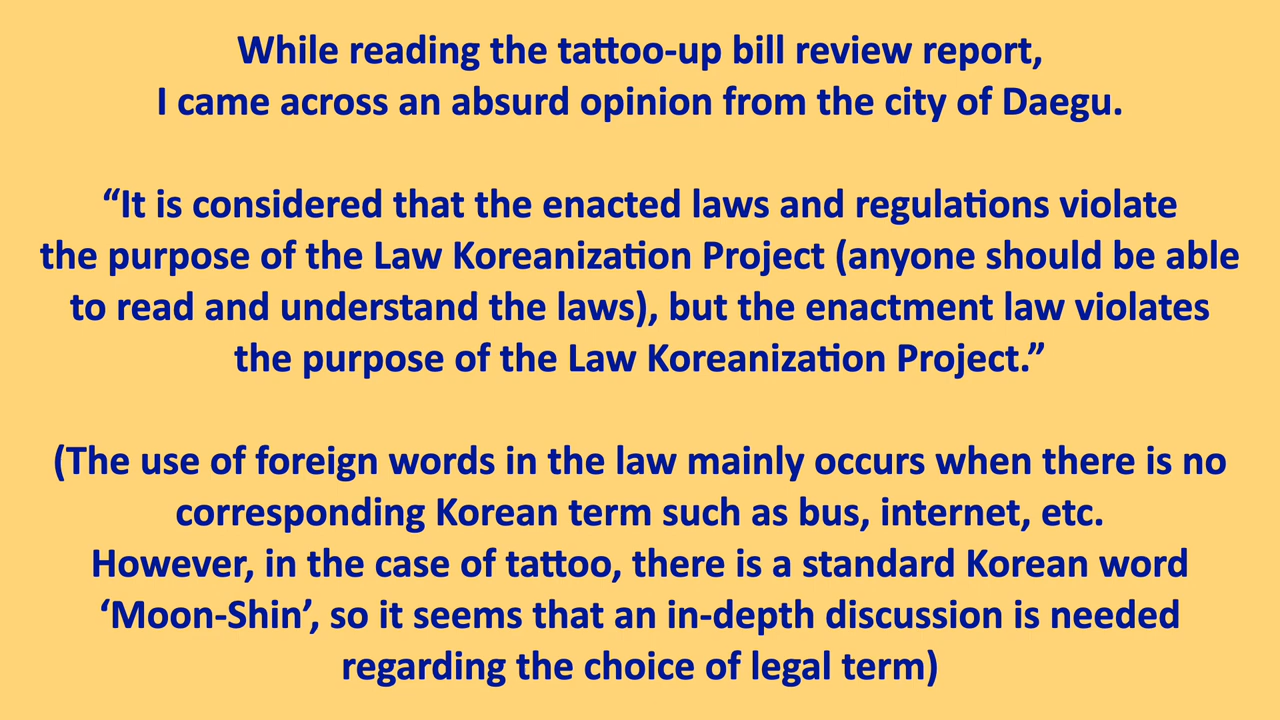 While reading the tattoo-up bill review report,
I came across an absurd opinion from the city of Daegu.
“It is considered that the enacted laws and regulations violate
the purpose of the Law Koreanization Project (anyone should be able
to read and understand the laws), but the enactment law violates
the purpose of the Law Koreanization Project.”
(The use of foreign words in the law mainly occurs when there is no
corresponding Korean term such as bus, internet, etc.
However, in the case of tattoo, there is a standard Korean word
‘Moon-Shin’, so it seems that an in-depth discussion is needed
regarding the choice of legal term)